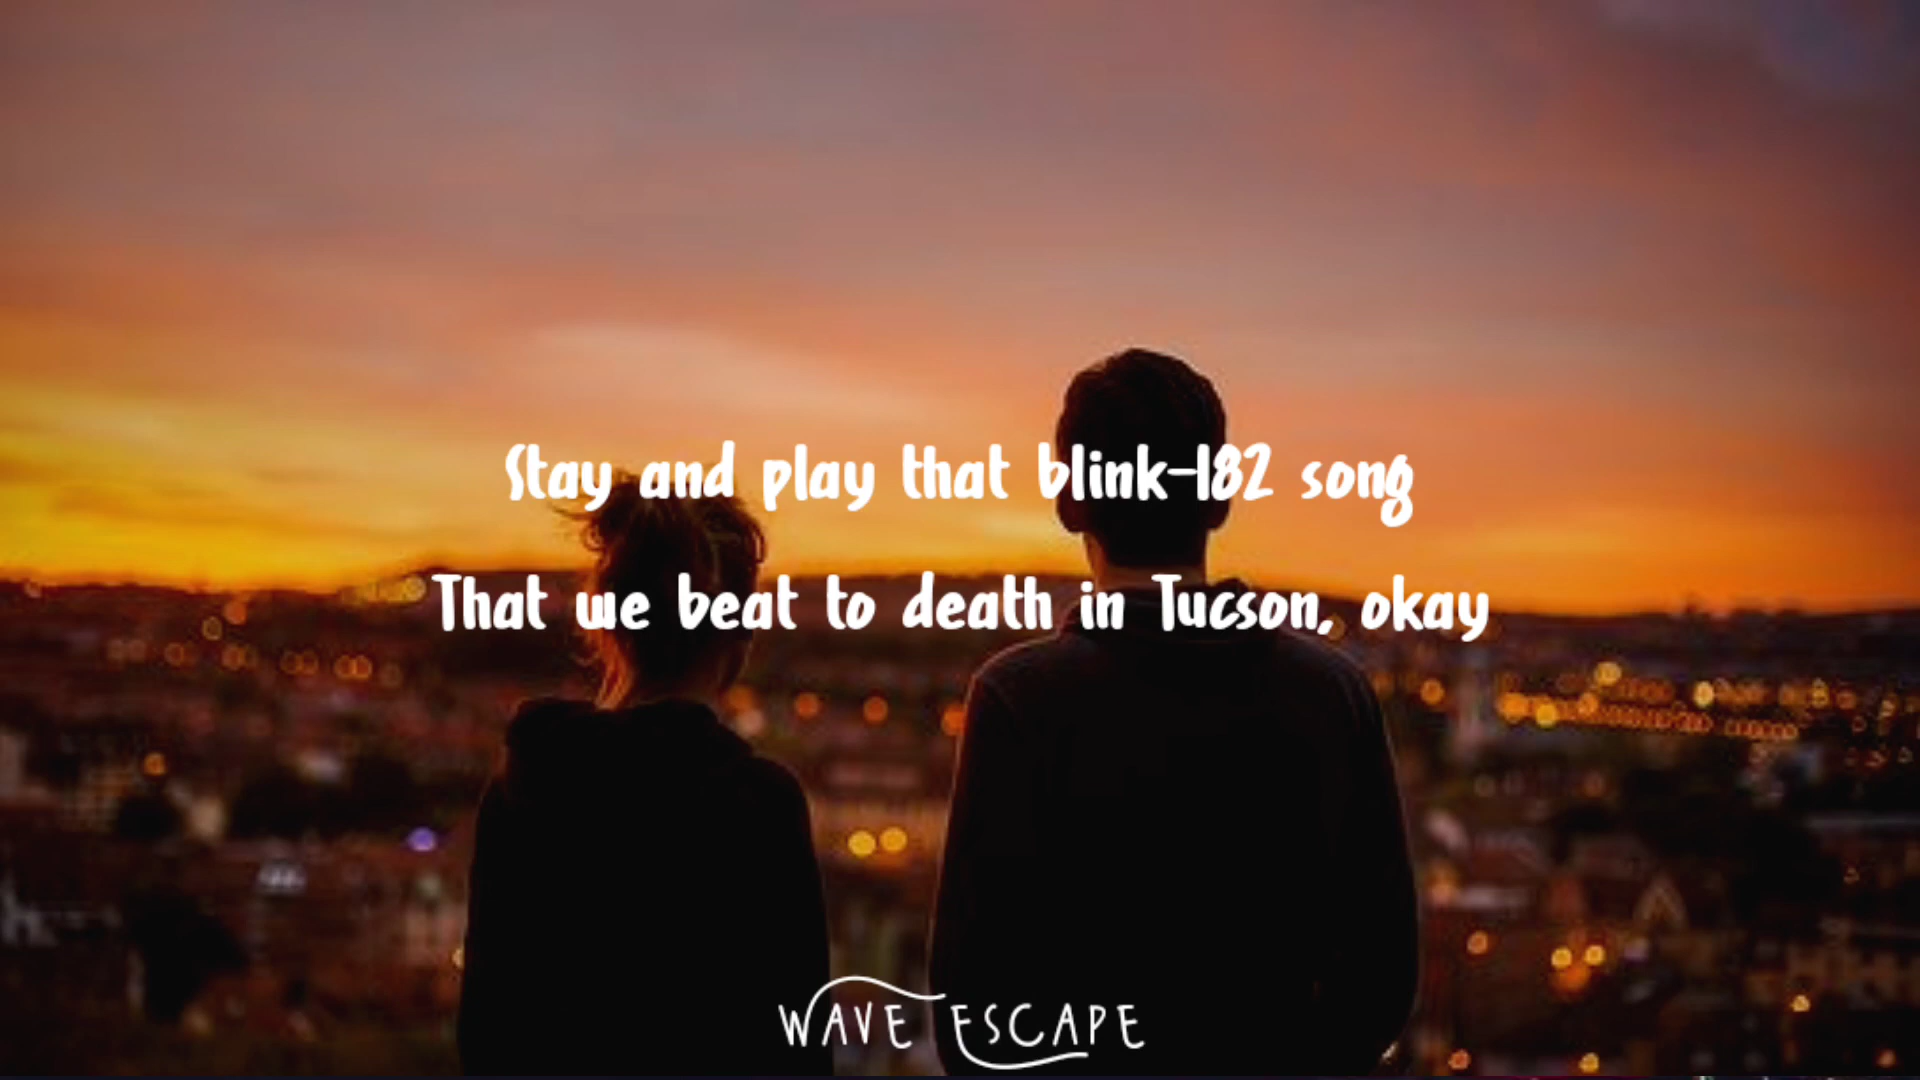 Stay and play that blink-182 song
That we beat to death in Tucson, okay
WAVE ESCAPE